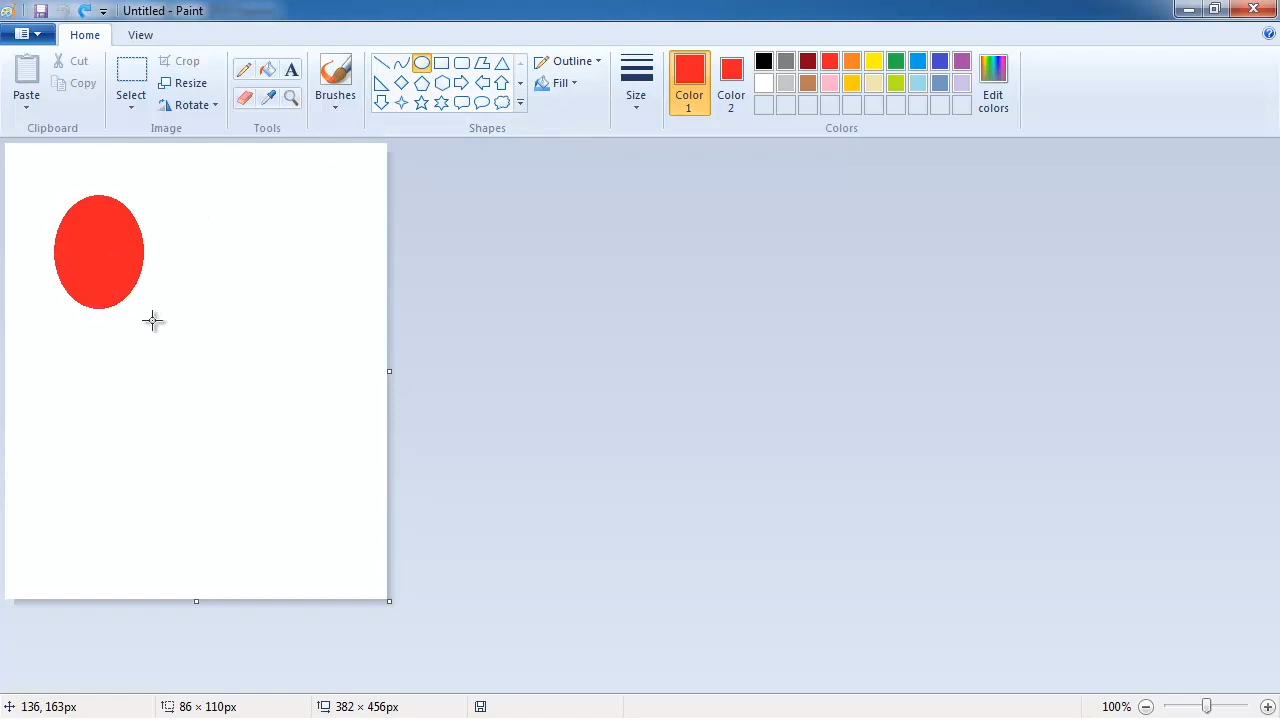 Untitled - Paint
Home View
Paste
Cut
Copy
Clipboard
Select
Crop
Resize
Rotate
Image
A
Tools
Brushes
Outline
Fill
Shapes
Size
Color 1
Color 2
Edit colors
Colors
136, 163px 86 × 110px 382 × 456px 100%